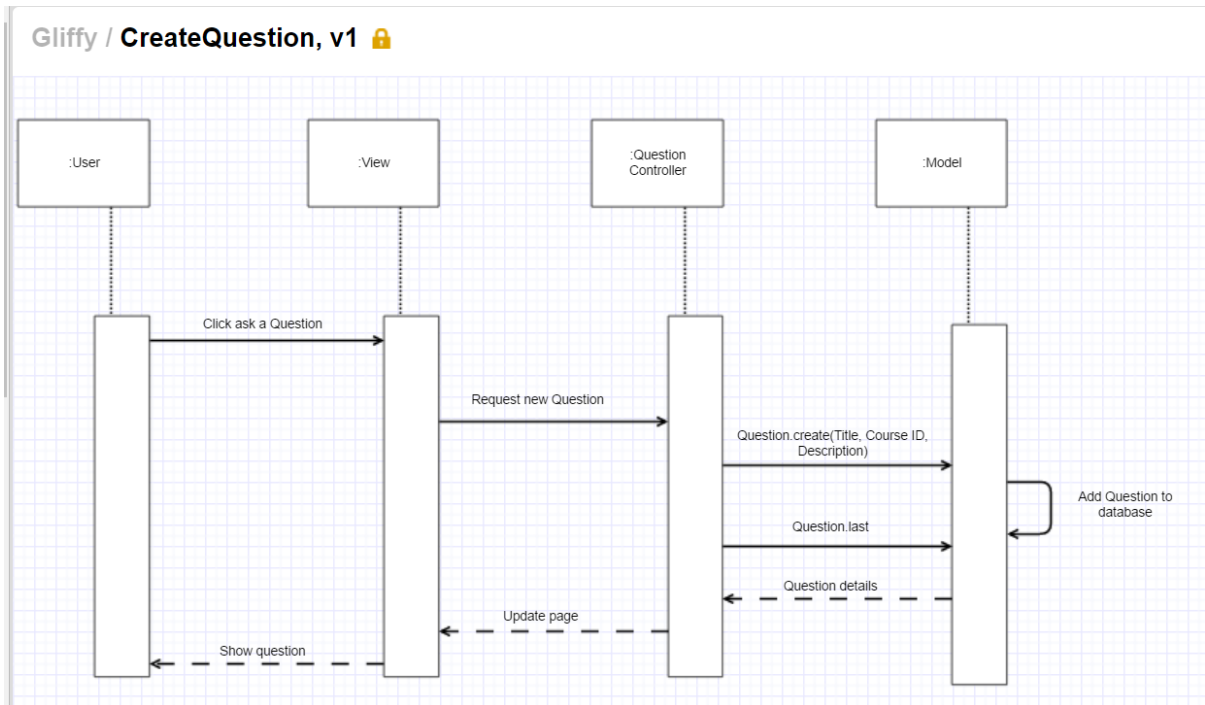 Gliffy / CreateQuestion, v1
:User
:View
:Question
Controller
:Model
Click ask a Question
Request new Question
Question.create(Title, Course ID,
Description)
Add Question to
database
Question.last
Question details
Update page
Show question